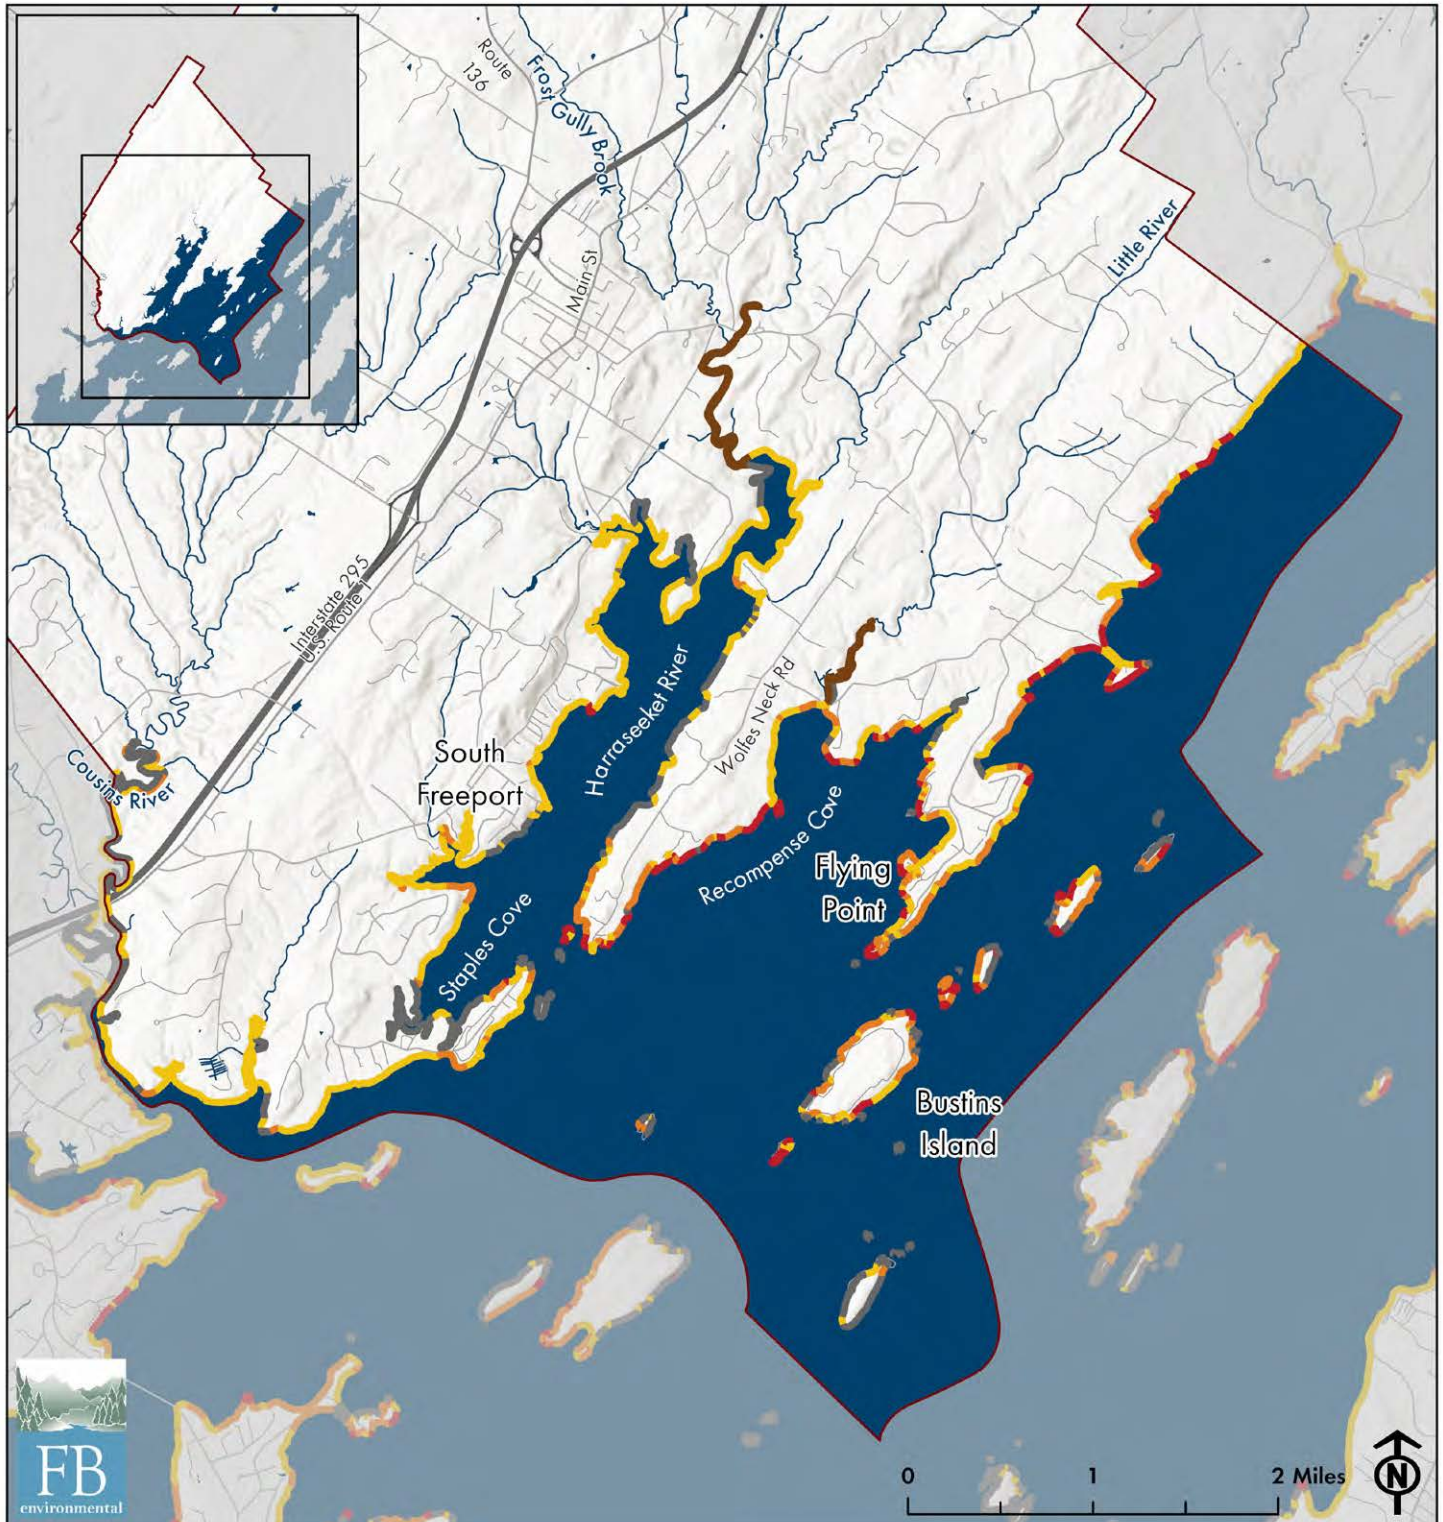 Route
136
Frost Gully Brook
Main St
Little River
Interstate 295
U.S. Route 1
Cousins River
South
Freeport
Harraseeket River
Wolfes Neck Rd
Recompense Cove
Flying
Point
Staples Cove
Bustins
Island
FB
environmental
0 1 2 Miles
N